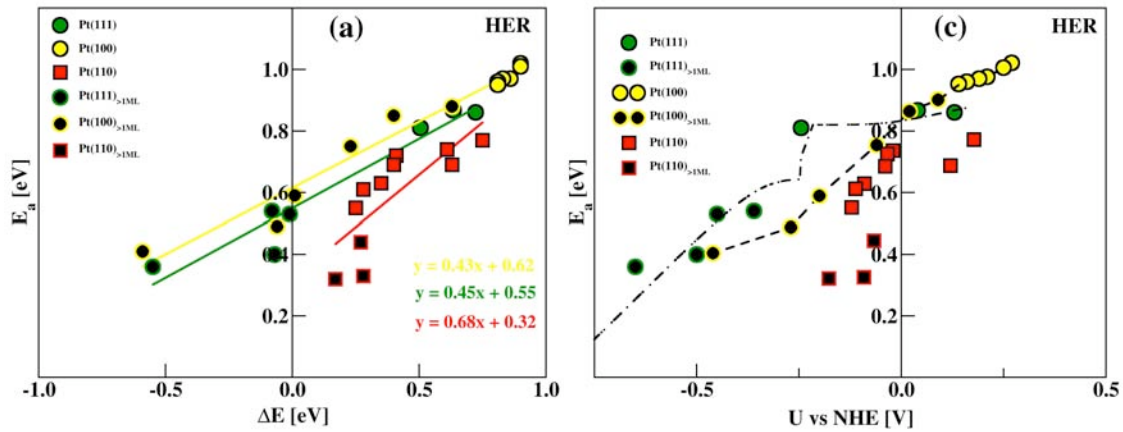 (a)
HER
Pt(111)
Pt(100)
Pt(110)
Pt(111)>1ML
Pt(100)>1ML
Pt(110)>1ML
1.0
0.8
0.6
0.4
0.2
Ea [eV]
y = 0.43x + 0.62
y = 0.45x + 0.55
y = 0.68x + 0.32
-1.0
-0.5
0.0
0.5
1.0
ΔE [eV]
(c)
HER
Pt(111)
Pt(111)>1ML
Pt(100)
Pt(100)>1ML
Pt(110)
Pt(110)>1ML
1.0
0.8
0.6
0.4
0.2
Ea [eV]
-0.5
0.0
0.5
U vs NHE [V]